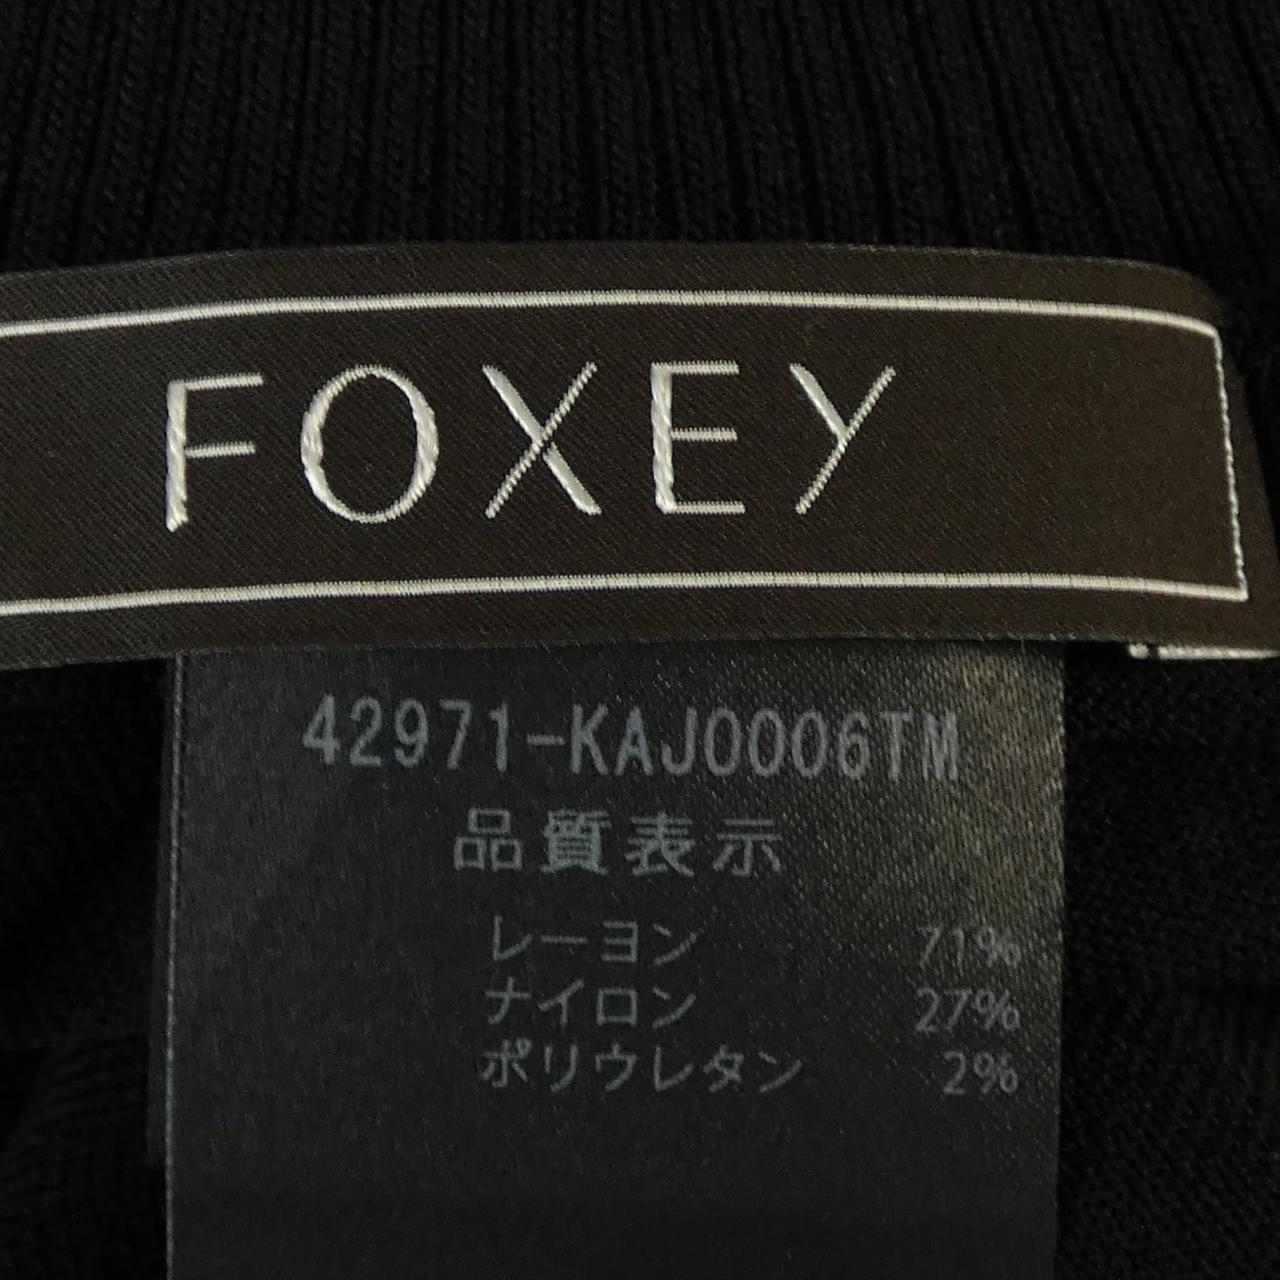 FOXEY
42971-KAJ0006TM
品質表示
レーヨン 71%
ナイロン 27%
ポリウレタン 2%